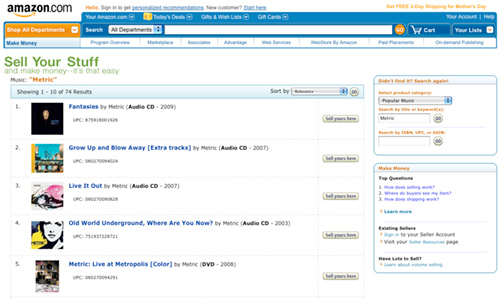 amazon.com
Hello. Sign in to get personalized recommendations. New customer? Start here.
Get FREE 2-Day Shipping for Mother's Day
Your Amazon.com
Today's Deals
Gifts & Wish Lists
Gift Cards
Your Account | Help
Shop All Departments
Search
All Departments
GO
Cart
Your Lists
Make Money
Program Overview
Marketplace
Associates
Advantage
Web Services
WebStore By Amazon
Paid Placements
On-demand Publishing
Sell Your Stuff
and make money--it's that easy
Music: "Metric"
Showing 1 - 10 of 74 Results
Sort by
Relevance
GO
1.
Fantasies by Metric (Audio CD - 2009)
Sell yours here
2.
Grow Up and Blow Away [Extra tracks] by Metric (Audio CD - 2007)
UPC: 060270094024
Sell yours here
3.
Live It Out by Metric (Audio CD - 2007)
UPC: 060270090828
Sell yours here
4.
Old World Underground, Where Are You Now? by Metric (Audio CD - 2003)
UPC: 751937226721
Sell yours here
5.
Metric: Live at Metropolis [Color] by Metric (DVD - 2008)
UPC: 060270094291
Sell yours here
Didn't find it? Search again!
Select product category:
Popular Music
Search by title or keyword(s):
Metric
GO
Search by ISBN, UPC, or ASIN:
GO
Make Money
Top Questions
1. How does selling work?
2. Where do buyers see my item?
3. How does shipping work?
Learn more
Existing Sellers
Sign in to your Seller Account
Visit your Seller Resources page
Have Lots to Sell?
Learn about volume selling